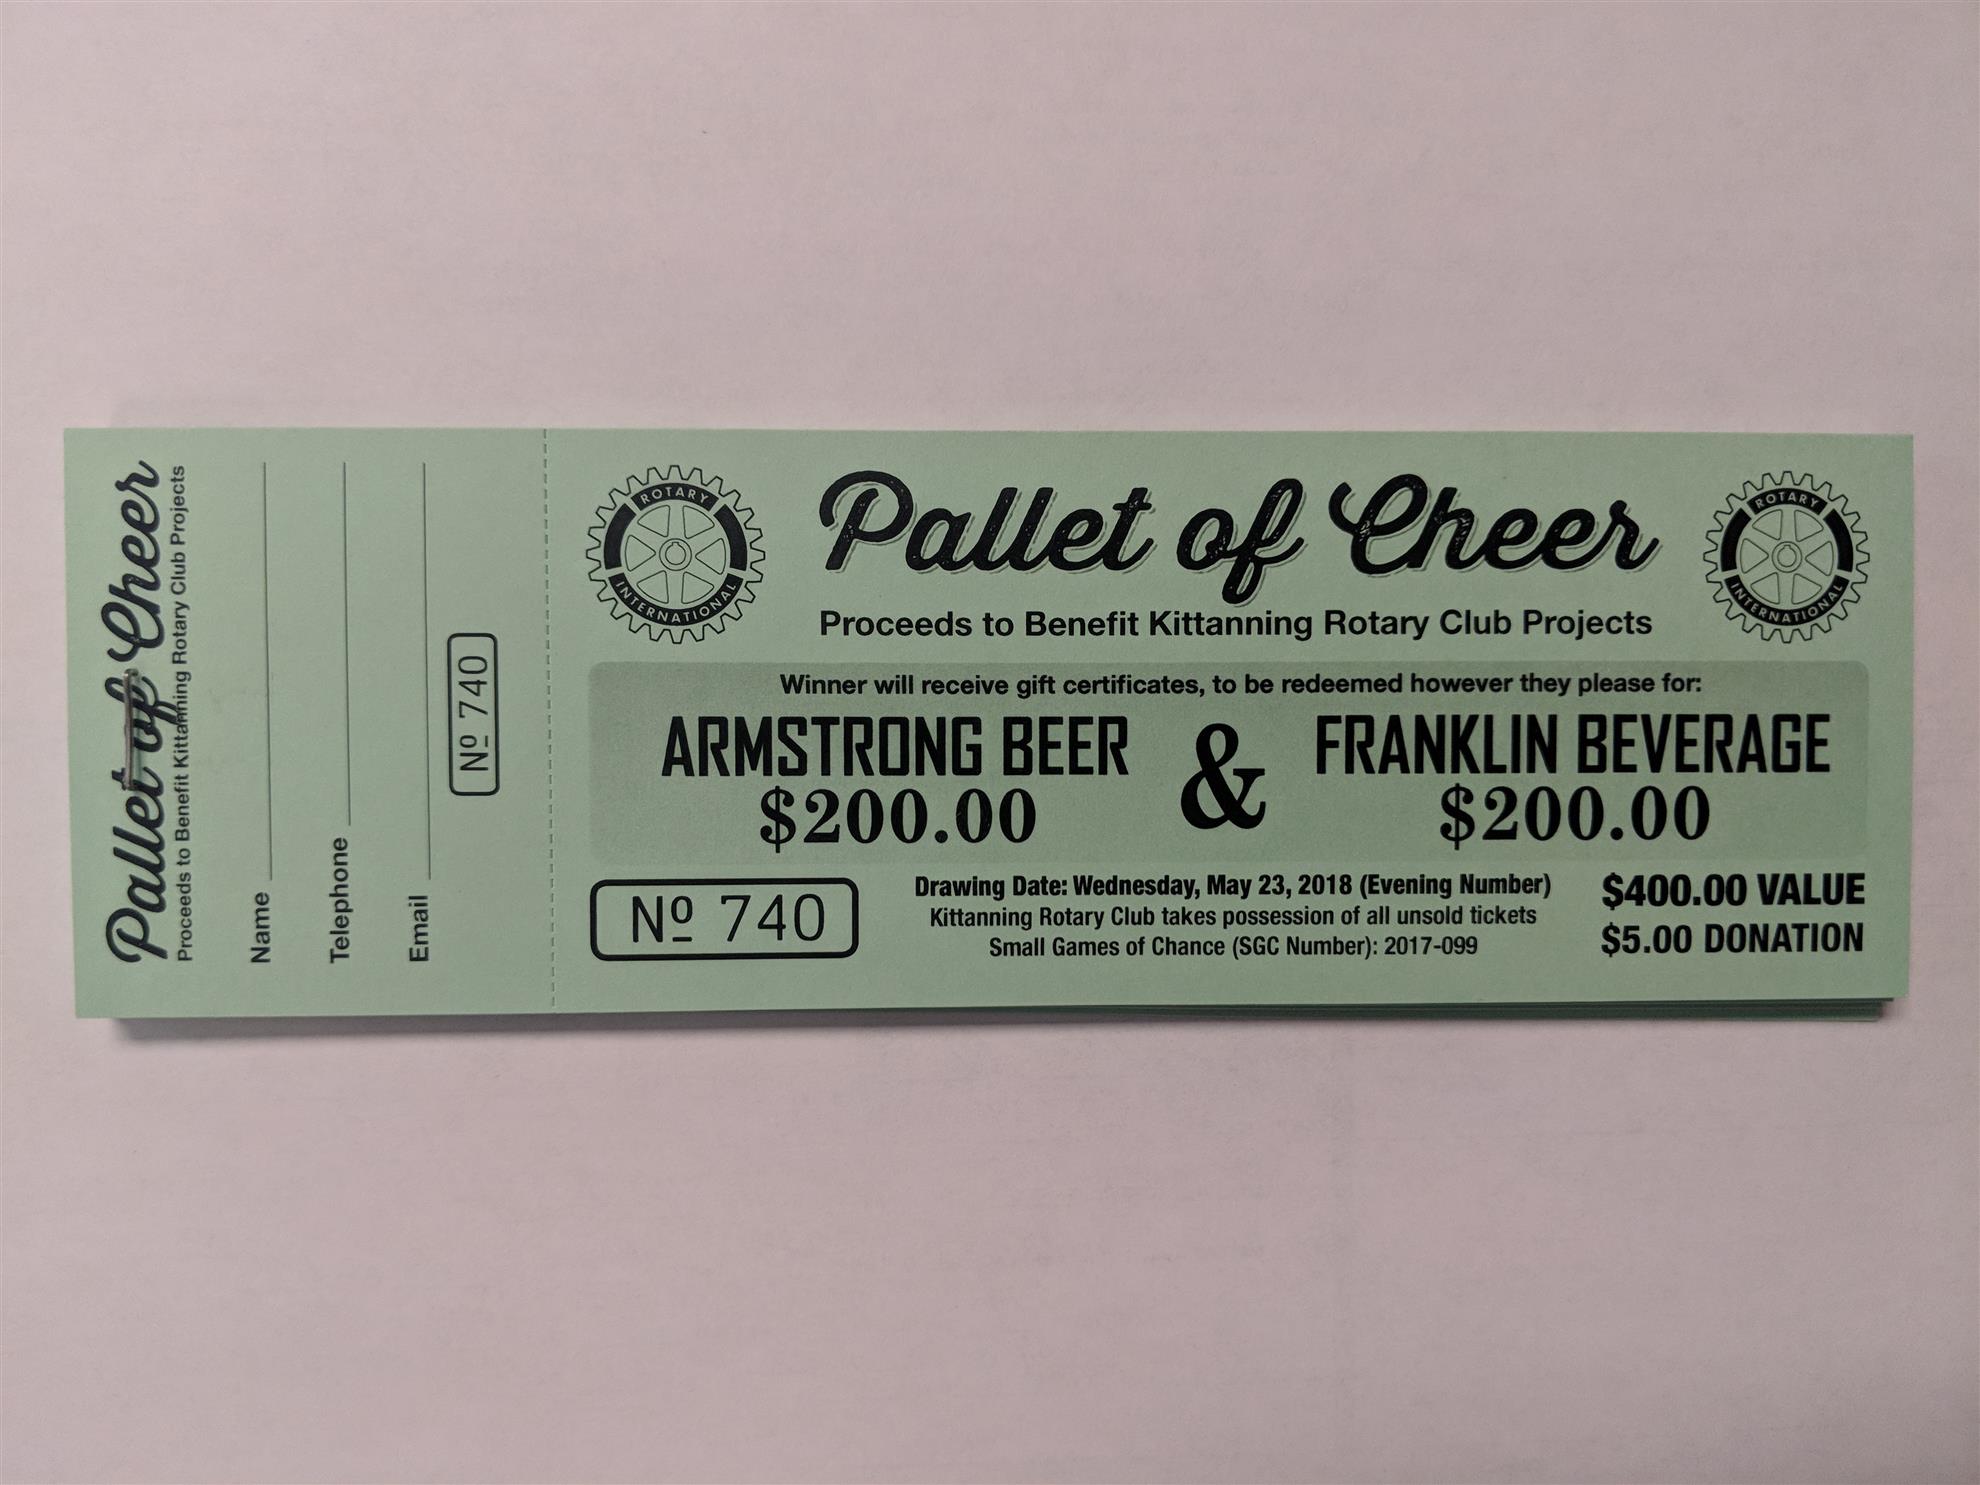 Pallet of Cheer
Proceeds to Benefit Kittanning Rotary Club Projects
Name
Telephone
Email
Nº 740
ROTARY
INTERNATIONAL
Pallet of Cheer
Proceeds to Benefit Kittanning Rotary Club Projects
ROTARY
INTERNATIONAL
Winner will receive gift certificates, to be redeemed however they please for:
ARMSTRONG BEER
$200.00
&
FRANKLIN BEVERAGE
$200.00
Nº 740
Drawing Date: Wednesday, May 23, 2018 (Evening Number)
Kittanning Rotary Club takes possession of all unsold tickets
Small Games of Chance (SGC Number): 2017-099
$400.00 VALUE
$5.00 DONATION